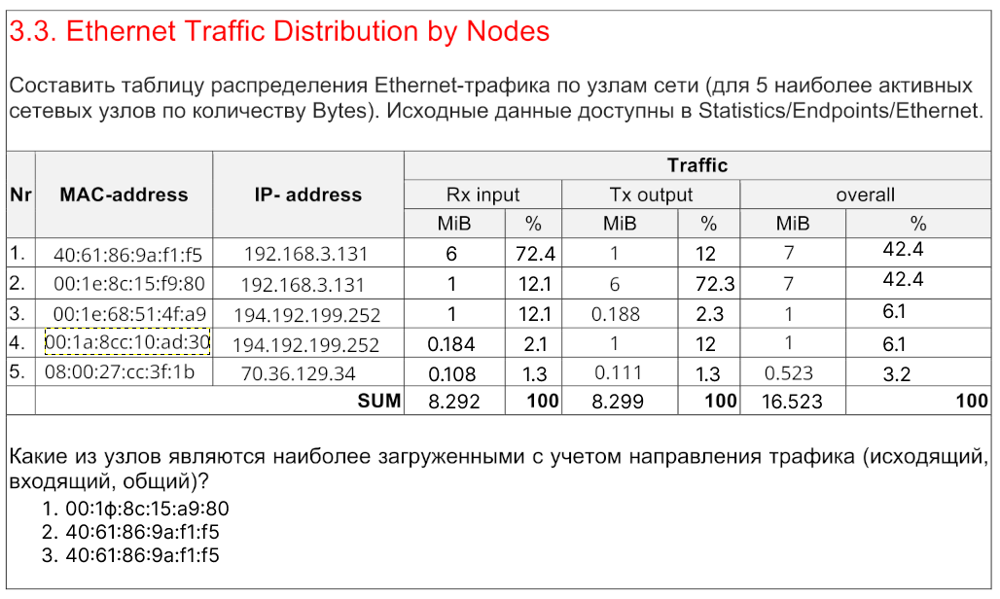 3.3. Ethernet Traffic Distribution by Nodes
Составить таблицу распределения Ethernet-трафика по узлам сети (для 5 наиболее активных
сетевых узлов по количеству Bytes). Исходные данные доступны в Statistics/Endpoints/Ethernet.
Traffic
Nr MAC-address IP- address Rx input Tx output overall
MiB % MiB % MiB %
1. 40:61:86:9a:f1:f5 192.168.3.131 6 72.4 1 12 7 42.4
2. 00:1e:8c:15:f9:80 192.168.3.131 1 12.1 6 72.3 7 42.4
3. 00:1e:68:51:4f:a9 194.192.199.252 1 12.1 0.188 2.3 1 6.1
4. 00:1a:8cc:10:ad:30 194.192.199.252 0.184 2.1 1 12 1 6.1
5. 08:00:27:cc:3f:1b 70.36.129.34 0.108 1.3 0.111 1.3 0.523 3.2
SUM 8.292 100 8.299 100 16.523 100
Какие из узлов являются наиболее загруженными с учетом направления трафика (исходящий,
входящий, общий)?
1. 00:1ф:8c:15:a9:80
2. 40:61:86:9a:f1:f5
3. 40:61:86:9a:f1:f5